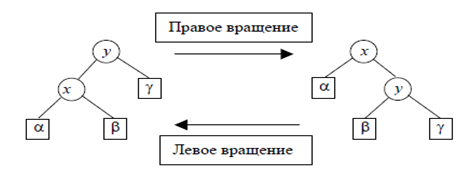 Правое вращение
y
x
x
γ
α
y
α
β
β
γ
Левое вращение